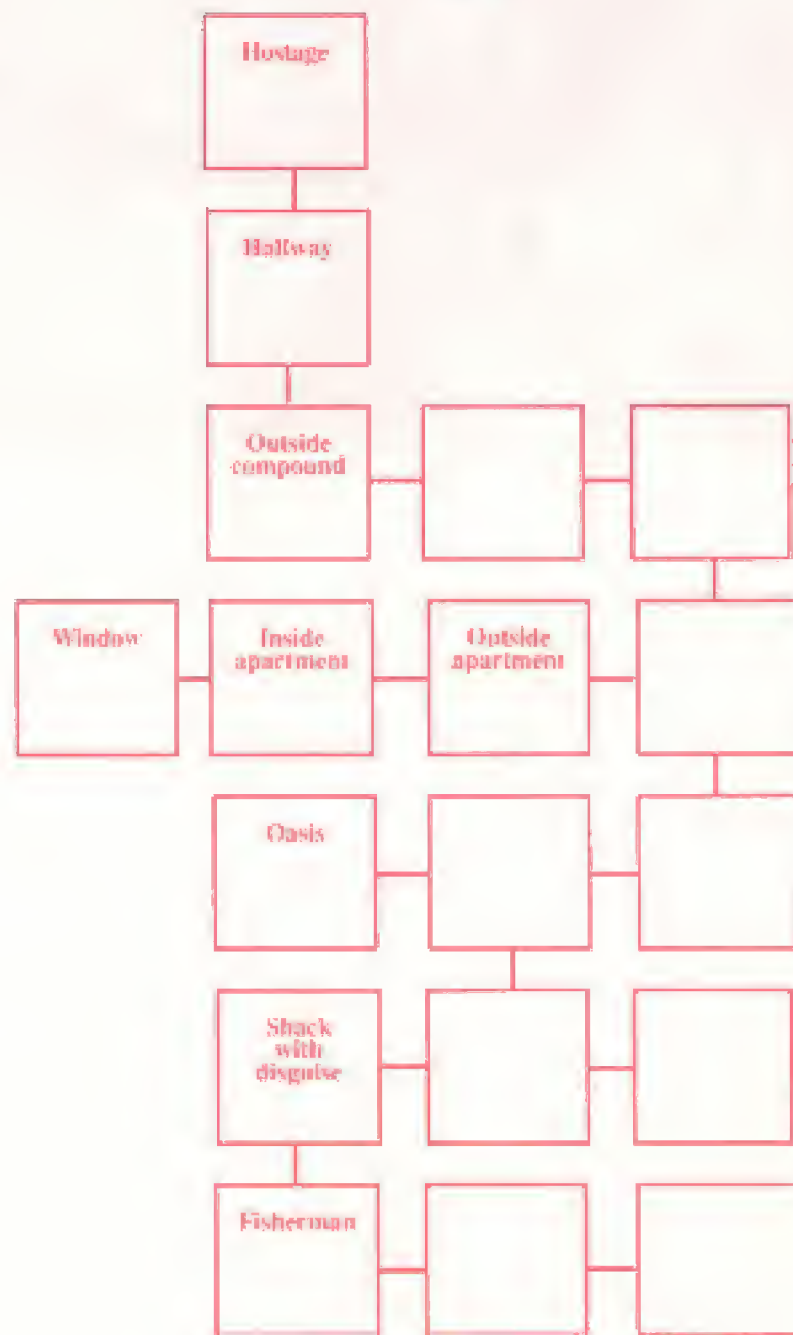 Hostage
Hallway
Outside
compound
Window
Inside
apartment
Outside
apartment
Oasis
Shack
with
disguise
Fisherman